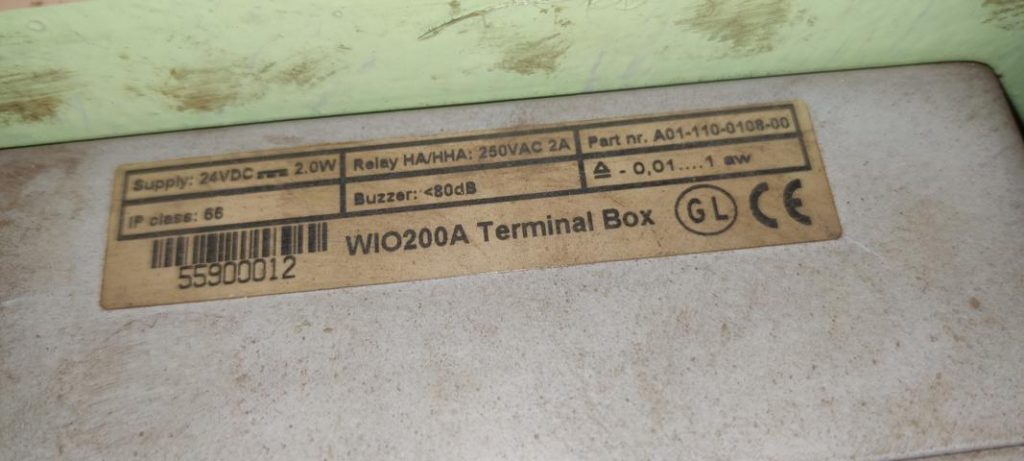 Supply: 24VDC ⎓ 2.0W
Relay HA/HHA: 250VAC 2A
Part nr. A01-110-0108-00
IP class: 66
Buzzer: <80dB
≙ - 0,01....1 aw
WIO200A Terminal Box
GL CE
55900012